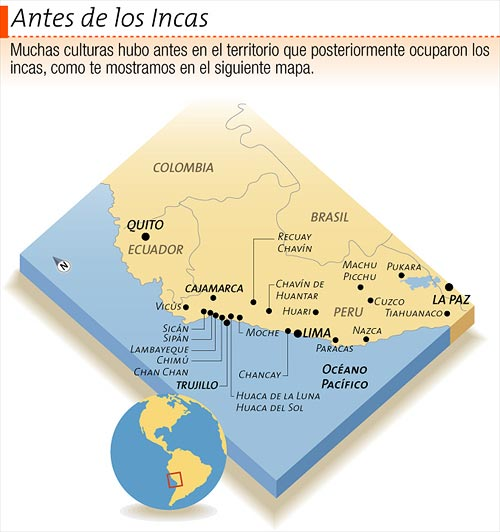 Antes de los Incas
Muchas culturas hubo antes en el territorio que posteriormente ocuparon los
incas, como te mostramos en el siguiente mapa.
COLOMBIA
BRASIL
QUITO
ECUADOR
RECUAY
CHAVÍN
MACHU
PICCHU
PUKARA
CAJAMARCA
CHAVÍN DE
HUANTAR
VICÚS
HUARI
PERU
CUZCO
LA PAZ
TIAHUANACO
SICÁN
SIPÁN
LAMBAYEQUE
CHIMÚ
CHAN CHAN
MOCHE
LIMA
NAZCA
PARACAS
TRUJILLO
CHANCAY
OCÉANO
PACÍFICO
HUACA DE LA LUNA
HUACA DEL SOL
N